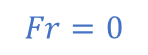 Fr = 0